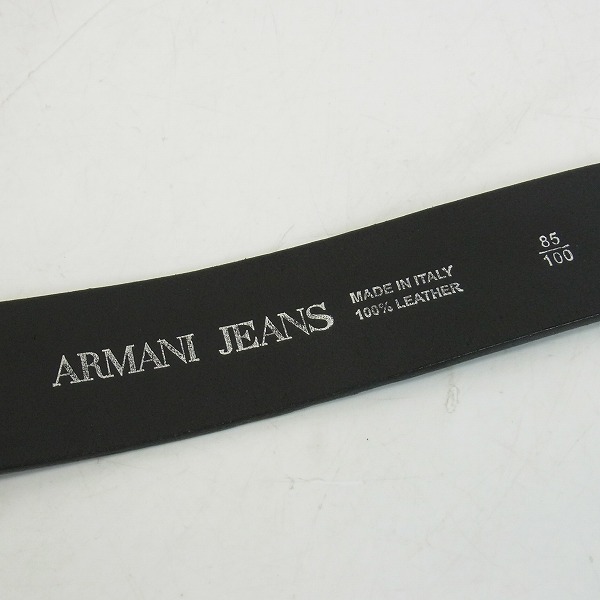 ARMANI JEANS
MADE IN ITALY
100% LEATHER
85
100